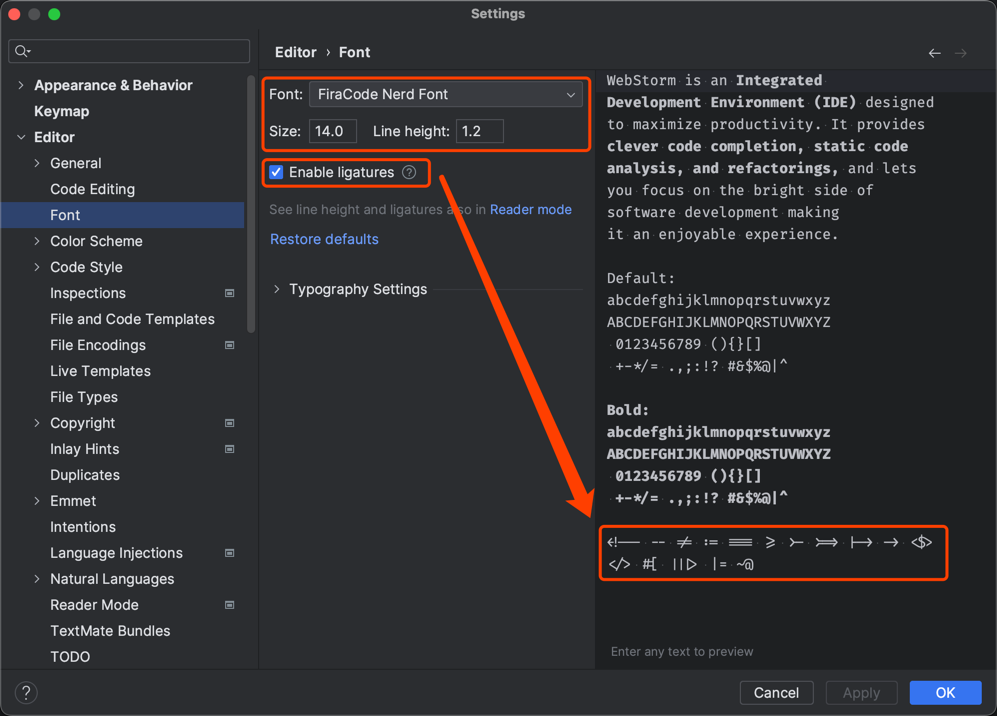 Settings
Appearance & Behavior
Keymap
Editor
General
Code Editing
Font
Color Scheme
Code Style
Inspections
File and Code Templates
File Encodings
Live Templates
File Types
Copyright
Inlay Hints
Duplicates
Emmet
Intentions
Language Injections
Natural Languages
Reader Mode
TextMate Bundles
TODO
?
Editor › Font
Font: FiraCode Nerd Font
Size: 14.0 Line height: 1.2
Enable ligatures ?
See line height and ligatures also in Reader mode
Restore defaults
Typography Settings
WebStorm is an Integrated
Development Environment (IDE) designed
to maximize productivity. It provides
clever code completion, static code
analysis, and refactorings, and lets
you focus on the bright side of
software development making
it an enjoyable experience.
Default:
abcdefghijklmnopqrstuvwxyz
ABCDEFGHIJKLMNOPQRSTUVWXYZ
0123456789 (){}[]
+-*/= .,;:!? #&$%@|^
Bold:
abcdefghijklmnopqrstuvwxyz
ABCDEFGHIJKLMNOPQRSTUVWXYZ
0123456789 (){}[]
+-*/= .,;:!? #&$%@|^
<!-- -- != := === >= >- >=> |-> -> <$>
</> #[ ||> |= ~@
Enter any text to preview
Cancel
Apply
OK